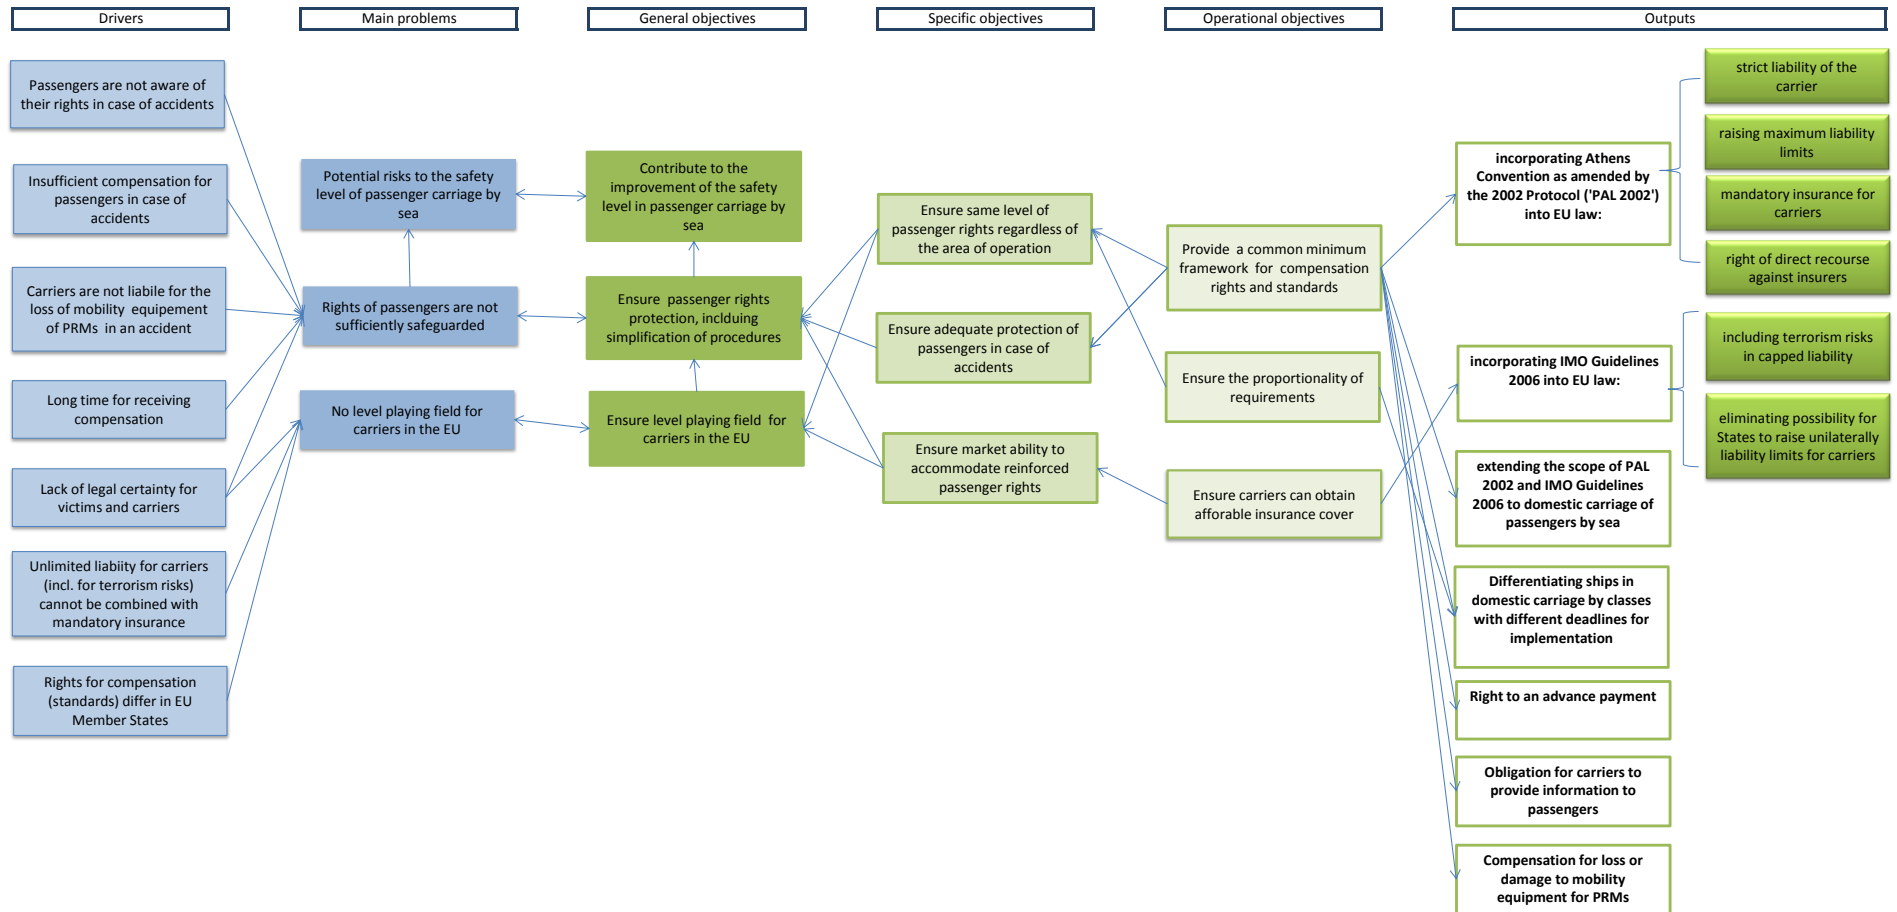 Drivers
Main problems
General objectives
Specific objectives
Operational objectives
Outputs
Passengers are not aware of
their rights in case of accidents
Insufficient compensation for
passengers in case of
accidents
Carriers are not liabile for the
loss of mobility equipement
of PRMs in an accident
Long time for receiving
compensation
Lack of legal certainty for
victims and carriers
Unlimited liabiity for carriers
(incl. for terrorism risks)
cannot be combined with
mandatory insurance
Rights for compensation
(standards) differ in EU
Member States
Potential risks to the safety
level of passenger carriage by
sea
Rights of passengers are not
sufficiently safeguarded
No level playing field for
carriers in the EU
Contribute to the
improvement of the safety
level in passenger carriage by
sea
Ensure passenger rights
protection, inclduing
simplification of procedures
Ensure level playing field for
carriers in the EU
Ensure same level of
passenger rights regardless of
the area of operation
Ensure adequate protection of
passengers in case of
accidents
Ensure market ability to
accommodate reinforced
passenger rights
Provide a common minimum
framework for compensation
rights and standards
Ensure the proportionality of
requirements
Ensure carriers can obtain
afforable insurance cover
incorporating Athens
Convention as amended by
the 2002 Protocol ('PAL 2002')
into EU law:
incorporating IMO Guidelines
2006 into EU law:
extending the scope of PAL
2002 and IMO Guidelines
2006 to domestic carriage of
passengers by sea
Differentiating ships in
domestic carriage by classes
with different deadlines for
implementation
Right to an advance payment
Obligation for carriers to
provide information to
passengers
Compensation for loss or
damage to mobility
equipment for PRMs
strict liability of the
carrier
raising maximum liability
limits
mandatory insurance for
carriers
right of direct recourse
against insurers
including terrorism risks
in capped liability
eliminating possibility for
States to raise unilaterally
liability limits for carriers